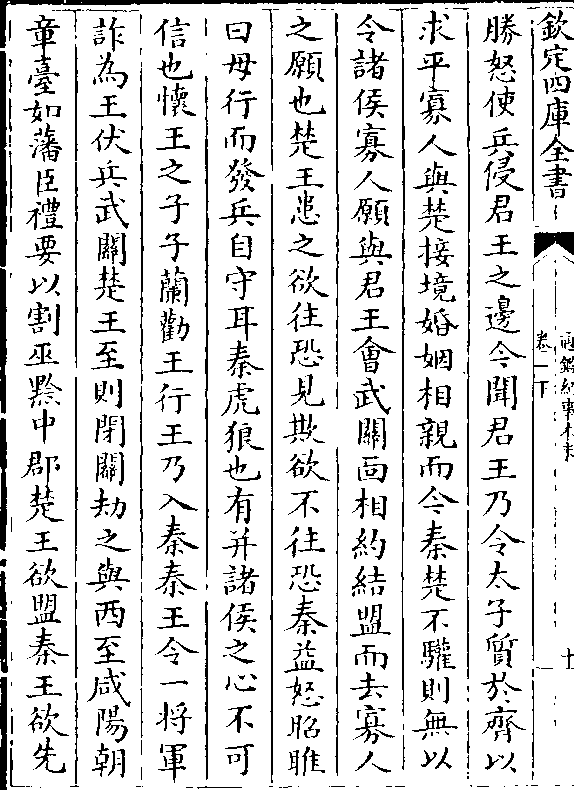 欽定四庫全書
卷一下
勝怒使兵侵君王之邊今聞君王乃令太子質於齊以
求平寡人與楚接境婚姻相親而今秦楚不驩則無以
令諸侯寡人願與君王會武關面相約結盟而去寡人
之願也楚王患之欲往恐見欺欲不往恐秦益怒昭睢
曰毋行而發兵自守耳秦虎狼也有并諸侯之心不可
信也懷王之子子蘭勸王行王乃入秦秦王令一將軍
詐為王伏兵武關楚王至則閉關劫之與西至咸陽朝
章臺如藩臣禮要以割巫黔中郡楚王欲盟秦王欲先